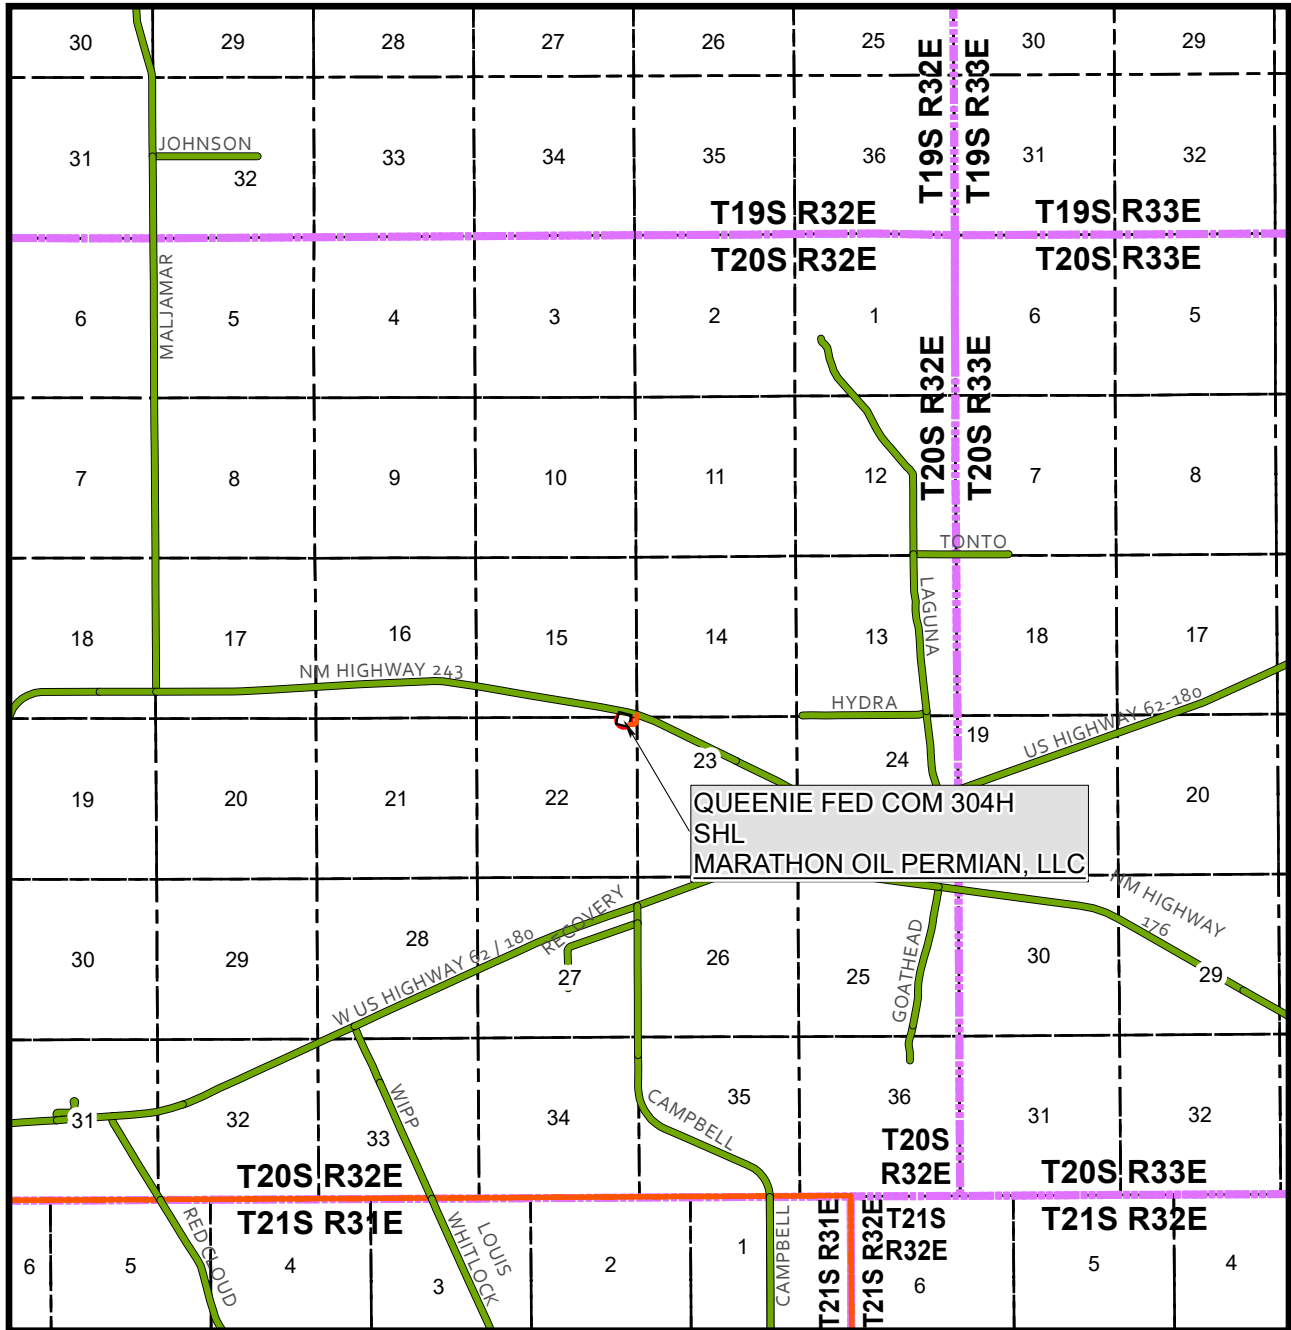 30 29 28 27 26 25 30 29
T19S R32E
T19S R33E
JOHNSON
31 32 33 34 35 36 31 32
T19S R32E T19S R33E
T20S R32E T20S R33E
MALJAMAR
6 5 4 3 2 1 6 5
T20S R32E
T20S R33E
7 8 9 10 11 12 7 8
TONTO
LAGUNA
18 17 16 15 14 13 18 17
NM HIGHWAY 243
HYDRA
US HIGHWAY 62-180
19 20 21 22 23 24 19 20
QUEENIE FED COM 304H
SHL
MARATHON OIL PERMIAN, LLC
NM HIGHWAY
176
RECOVERY
W US HIGHWAY 62 / 180
GOATHEAD
30 29 28 27 26 25 30 29
WIPP
CAMPBELL
31 32 33 34 35 36 31 32
T20S R32E
T21S R31E
T20S
R32E
T21S
R32E
T20S R33E
T21S R32E
REDCLOUD
LOUIS
WHITLOCK
CAMPBELL
T21S R31E
T21S R32E
6 5 4 3 2 1 6 5 4